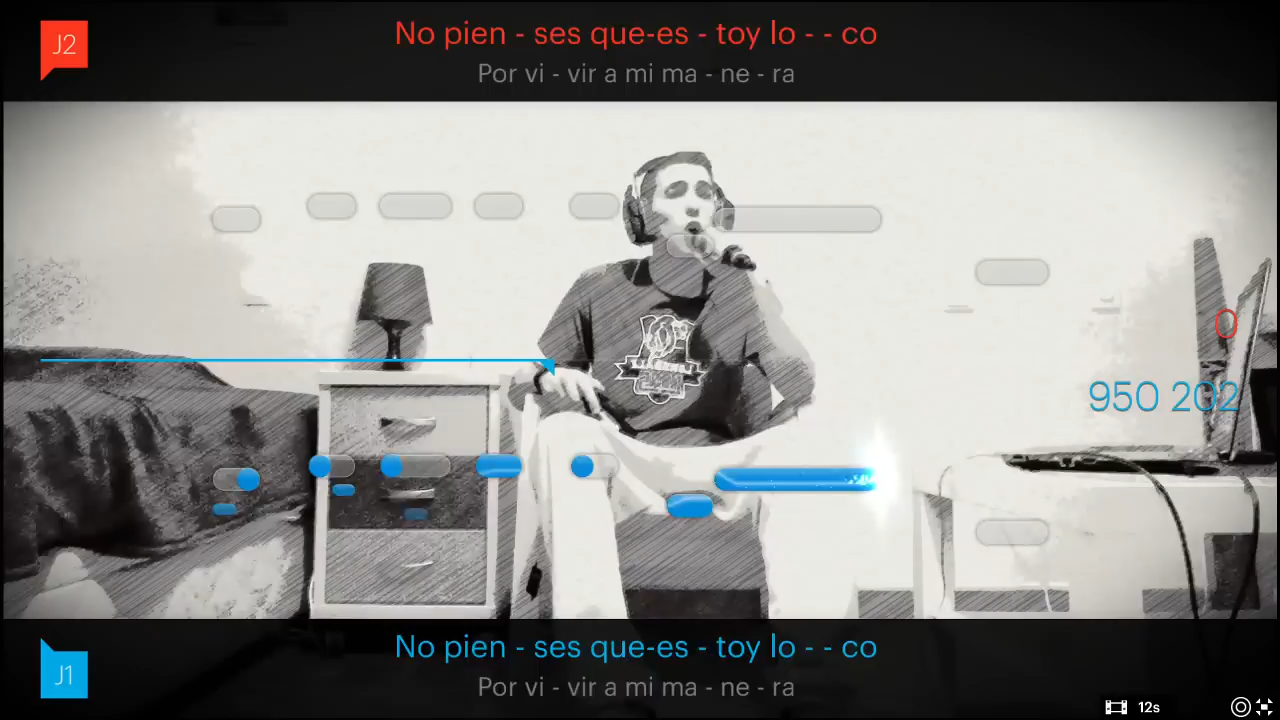 J2
No pien - ses que-es - toy lo - - co
Por vi - vir a mi ma - ne - ra
0
950 202
No pien - ses que-es - toy lo - - co
J1
Por vi - vir a mi ma - ne - ra
12s